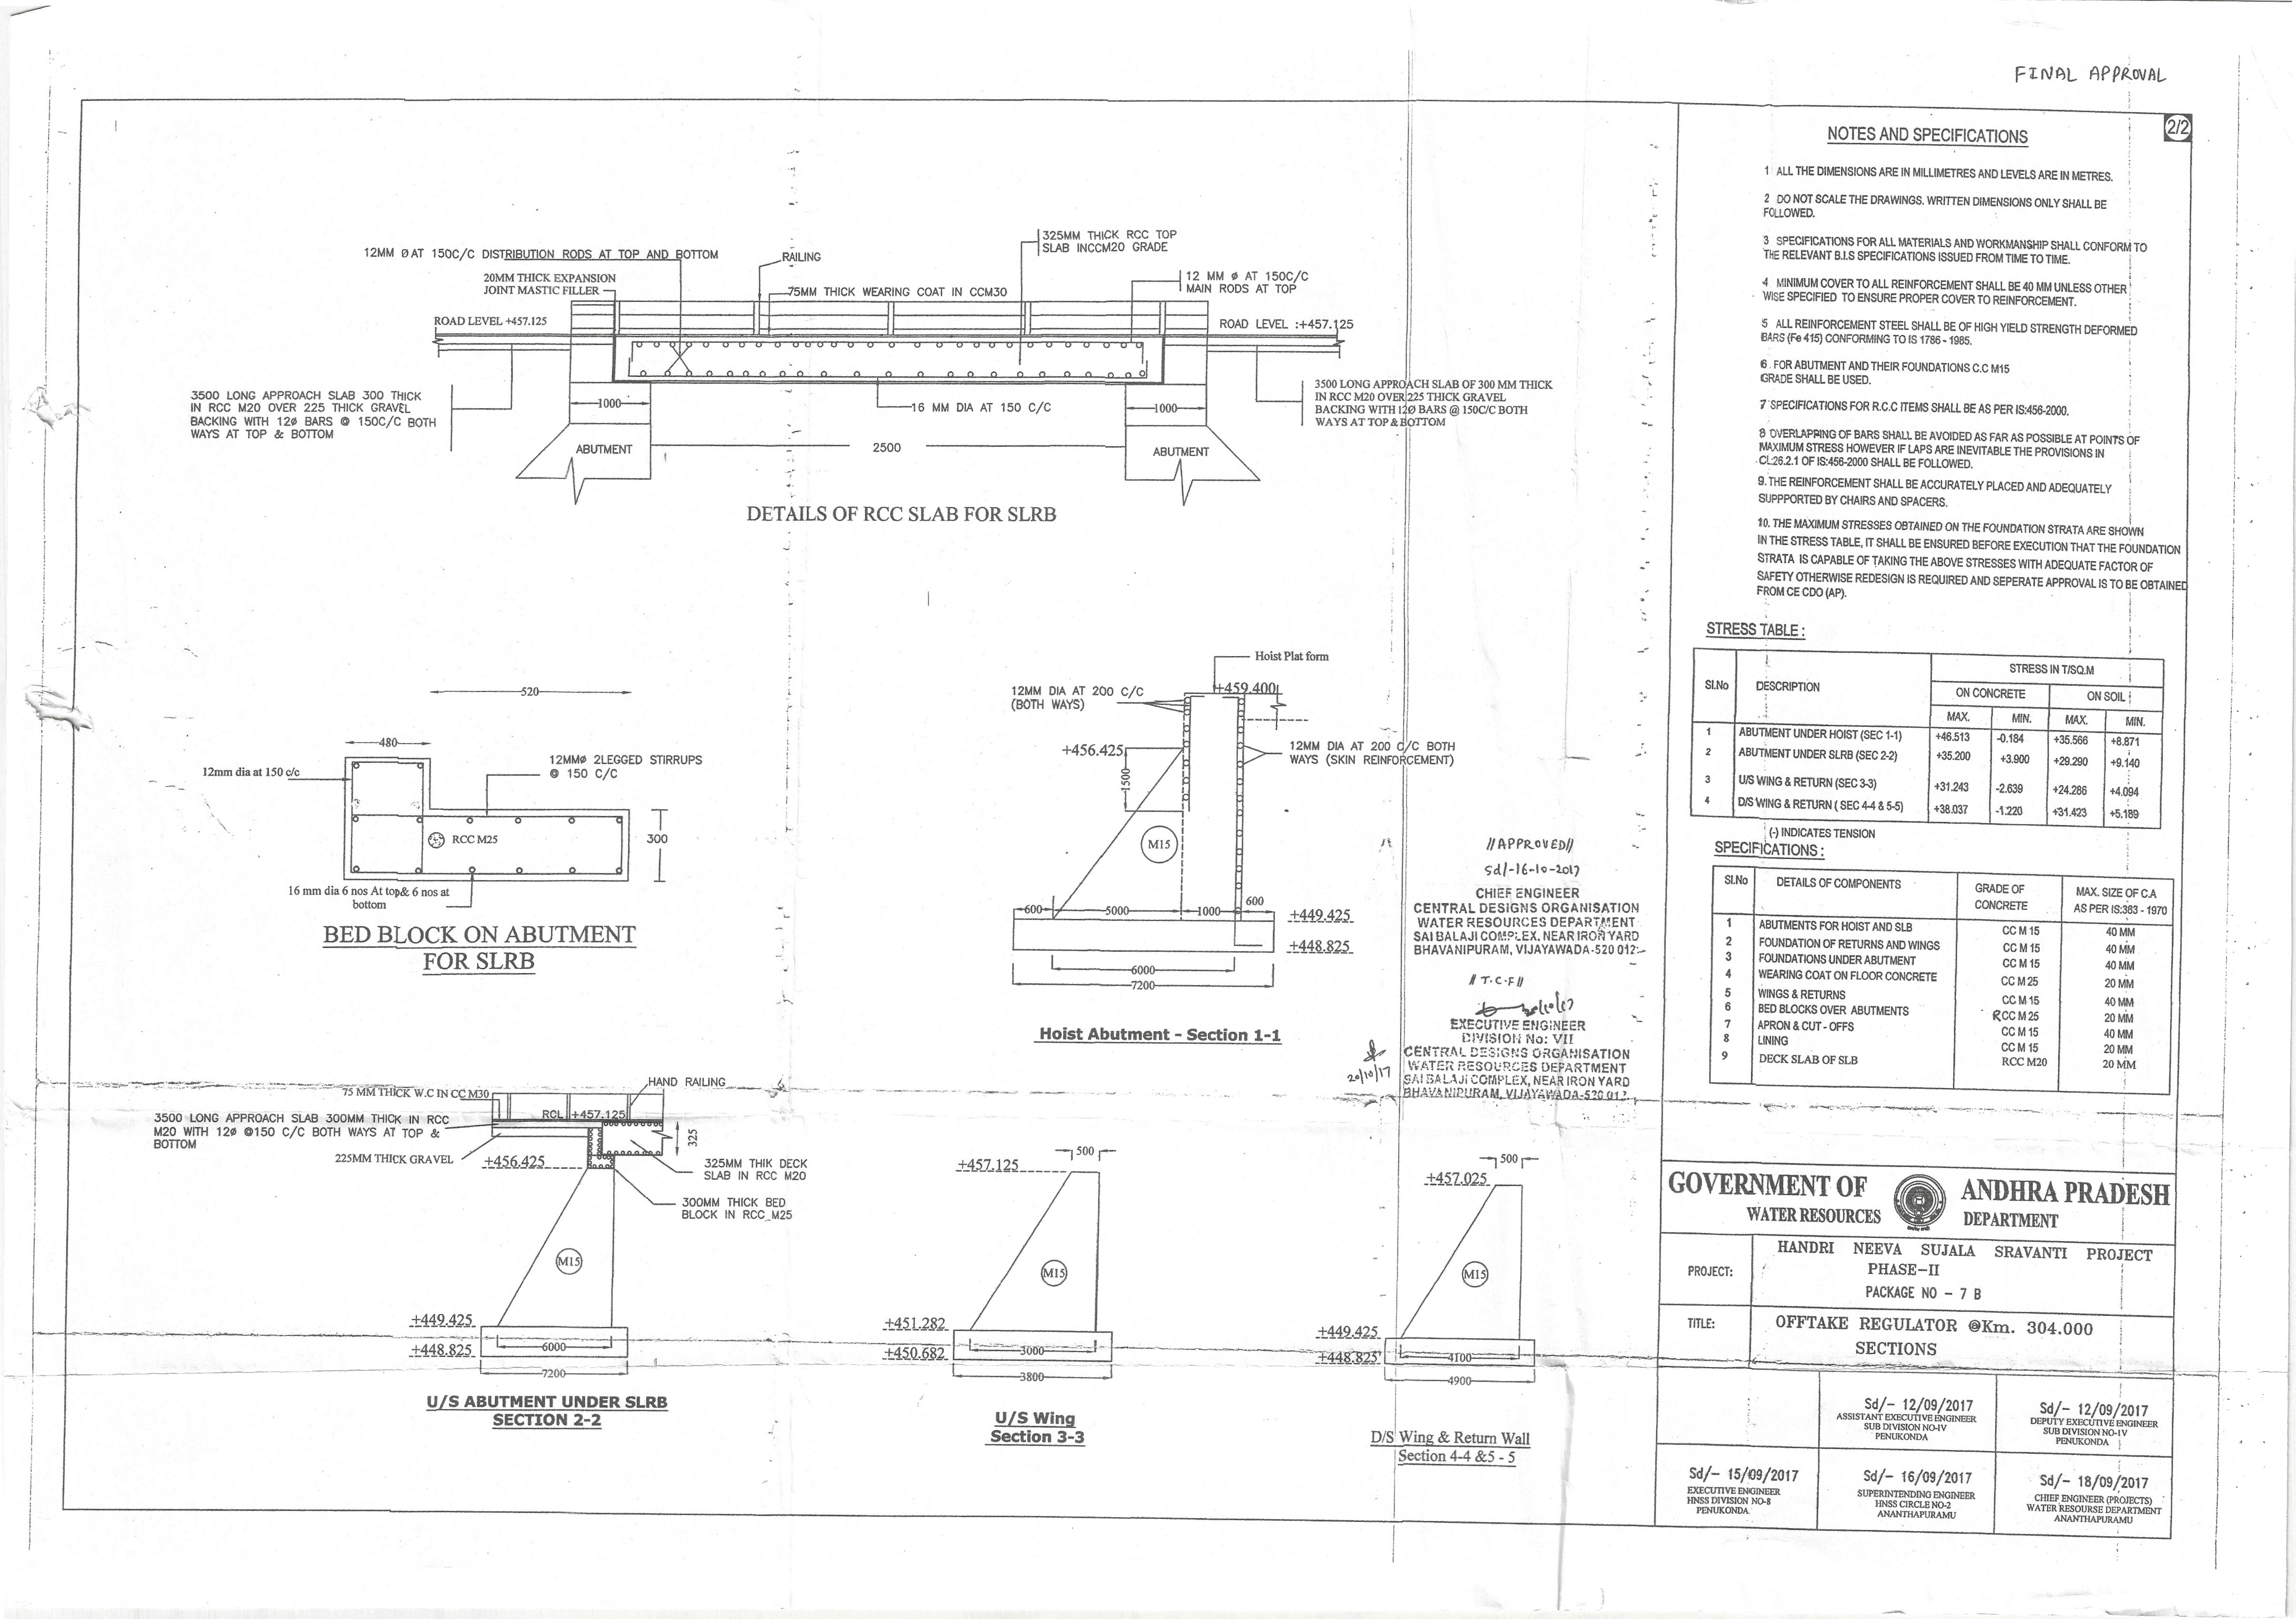 FINAL APPROVAL
2/2
12MM Ø AT 150C/C DISTRIBUTION RODS AT TOP AND BOTTOM
20MM THICK EXPANSION
JOINT MASTIC FILLER
RAILING
75MM THICK WEARING COAT IN CCM30
325MM THICK RCC TOP
SLAB INCCM20 GRADE
12 MM Ø AT 150C/C
MAIN RODS AT TOP
ROAD LEVEL +457.125
ROAD LEVEL :+457.125
3500 LONG APPROACH SLAB 300 THICK
IN RCC M20 OVER 225 THICK GRAVEL
BACKING WITH 12Ø BARS @ 150C/C BOTH
WAYS AT TOP & BOTTOM
1000
16 MM DIA AT 150 C/C
1000
3500 LONG APPROACH SLAB OF 300 MM THICK
IN RCC M20 OVER 225 THICK GRAVEL
BACKING WITH 12Ø BARS @ 150C/C BOTH
WAYS AT TOP & BOTTOM
ABUTMENT
2500
ABUTMENT
DETAILS OF RCC SLAB FOR SLRB
520
480
12mm dia at 150 c/c
12MMØ 2LEGGED STIRRUPS
@ 150 C/C
RCC M25
300
16 mm dia 6 nos At top& 6 nos at
bottom
BED BLOCK ON ABUTMENT
FOR SLRB
Hoist Plat form
12MM DIA AT 200 C/C
(BOTH WAYS)
+459.400
+456.425
1500
12MM DIA AT 200 C/C BOTH
WAYS (SKIN REINFORCEMENT)
M15
600
5000
1000
600
+449.425
+448.825
6000
7200
Hoist Abutment - Section 1-1
//APPROVED//
Sd/-16-10-2017
CHIEF ENGINEER
CENTRAL DESIGNS ORGANISATION
WATER RESOURCES DEPARTMENT
SAI BALAJI COMPLEX, NEAR IRON YARD
BHAVANIPURAM, VIJAYAWADA-520 012.
// T.C.F //
20/10/17
EXECUTIVE ENGINEER
DIVISION No: VII
CENTRAL DESIGNS ORGANISATION
WATER RESOURCES DEPARTMENT
SAI BALAJI COMPLEX, NEAR IRON YARD
BHAVANIPURAM, VIJAYAWADA-520 012.
20/10/17
75 MM THICK W.C IN CC M30
HAND RAILING
3500 LONG APPROACH SLAB 300MM THICK IN RCC
M20 WITH 12Ø @150 C/C BOTH WAYS AT TOP &
BOTTOM
RCL +457.125
325
225MM THICK GRAVEL
+456.425
325MM THIK DECK
SLAB IN RCC M20
300MM THICK BED
BLOCK IN RCC M25
M15
+449.425
+448.825
6000
7200
U/S ABUTMENT UNDER SLRB
SECTION 2-2
500
+457.125
M15
+451.282
+450.682
3000
3800
U/S Wing
Section 3-3
500
+457.025
M15
+449.425
+448.825
4100
4900
D/S Wing & Return Wall
Section 4-4 &5 - 5
NOTES AND SPECIFICATIONS
1 ALL THE DIMENSIONS ARE IN MILLIMETRES AND LEVELS ARE IN METRES.
2 DO NOT SCALE THE DRAWINGS. WRITTEN DIMENSIONS ONLY SHALL BE
FOLLOWED.
3 SPECIFICATIONS FOR ALL MATERIALS AND WORKMANSHIP SHALL CONFORM TO
THE RELEVANT B.I.S SPECIFICATIONS ISSUED FROM TIME TO TIME.
4 MINIMUM COVER TO ALL REINFORCEMENT SHALL BE 40 MM UNLESS OTHER
WISE SPECIFIED TO ENSURE PROPER COVER TO REINFORCEMENT.
5 ALL REINFORCEMENT STEEL SHALL BE OF HIGH YIELD STRENGTH DEFORMED
BARS (Fe 415) CONFORMING TO IS 1786 - 1985.
6 FOR ABUTMENT AND THEIR FOUNDATIONS C.C M15
GRADE SHALL BE USED.
7 SPECIFICATIONS FOR R.C.C ITEMS SHALL BE AS PER IS:456-2000.
8 OVERLAPPING OF BARS SHALL BE AVOIDED AS FAR AS POSSIBLE AT POINTS OF
MAXIMUM STRESS HOWEVER IF LAPS ARE INEVITABLE THE PROVISIONS IN
CL:26.2.1 OF IS:456-2000 SHALL BE FOLLOWED.
9. THE REINFORCEMENT SHALL BE ACCURATELY PLACED AND ADEQUATELY
SUPPPORTED BY CHAIRS AND SPACERS.
10. THE MAXIMUM STRESSES OBTAINED ON THE FOUNDATION STRATA ARE SHOWN
IN THE STRESS TABLE, IT SHALL BE ENSURED BEFORE EXECUTION THAT THE FOUNDATION
STRATA IS CAPABLE OF TAKING THE ABOVE STRESSES WITH ADEQUATE FACTOR OF
SAFETY OTHERWISE REDESIGN IS REQUIRED AND SEPERATE APPROVAL IS TO BE OBTAINED
FROM CE CDO (AP).
STRESS TABLE :
Sl.No DESCRIPTION STRESS IN T/SQ.M
ON CONCRETE ON SOIL
MAX. MIN. MAX. MIN.
1 ABUTMENT UNDER HOIST (SEC 1-1) +46.513 -0.184 +35.566 +8.871
2 ABUTMENT UNDER SLRB (SEC 2-2) +35.200 +3.900 +29.290 +9.140
3 U/S WING & RETURN (SEC 3-3) +31.243 -2.639 +24.286 +4.094
4 D/S WING & RETURN ( SEC 4-4 & 5-5) +38.037 -1.220 +31.423 +5.189
(-) INDICATES TENSION
SPECIFICATIONS :
Sl.No DETAILS OF COMPONENTS GRADE OF CONCRETE MAX. SIZE OF C.A AS PER IS:383 - 1970
1 ABUTMENTS FOR HOIST AND SLB CC M 15 40 MM
2 FOUNDATION OF RETURNS AND WINGS CC M 15 40 MM
3 FOUNDATIONS UNDER ABUTMENT CC M 15 40 MM
4 WEARING COAT ON FLOOR CONCRETE CC M 25 20 MM
5 WINGS & RETURNS CC M 15 40 MM
6 BED BLOCKS OVER ABUTMENTS RCC M 25 20 MM
7 APRON & CUT - OFFS CC M 15 40 MM
8 LINING CC M 15 20 MM
9 DECK SLAB OF SLB RCC M20 20 MM
GOVERNMENT OF ANDHRA PRADESH
WATER RESOURCES DEPARTMENT
PROJECT: HANDRI NEEVA SUJALA SRAVANTI PROJECT
PHASE-II
PACKAGE NO - 7 B
TITLE: OFFTAKE REGULATOR @Km. 304.000
SECTIONS
Sd/- 12/09/2017
ASSISTANT EXECUTIVE ENGINEER
SUB DIVISION NO-IV
PENUKONDA
Sd/- 12/09/2017
DEPUTY EXECUTIVE ENGINEER
SUB DIVISION NO-IV
PENUKONDA
Sd/- 15/09/2017
EXECUTIVE ENGINEER
HNSS DIVISION NO-8
PENUKONDA
Sd/- 16/09/2017
SUPERINTENDING ENGINEER
HNSS CIRCLE NO-2
ANANTHAPURAMU
Sd/- 18/09/2017
CHIEF ENGINEER (PROJECTS)
WATER RESOURSE DEPARTMENT
ANANTHAPURAMU